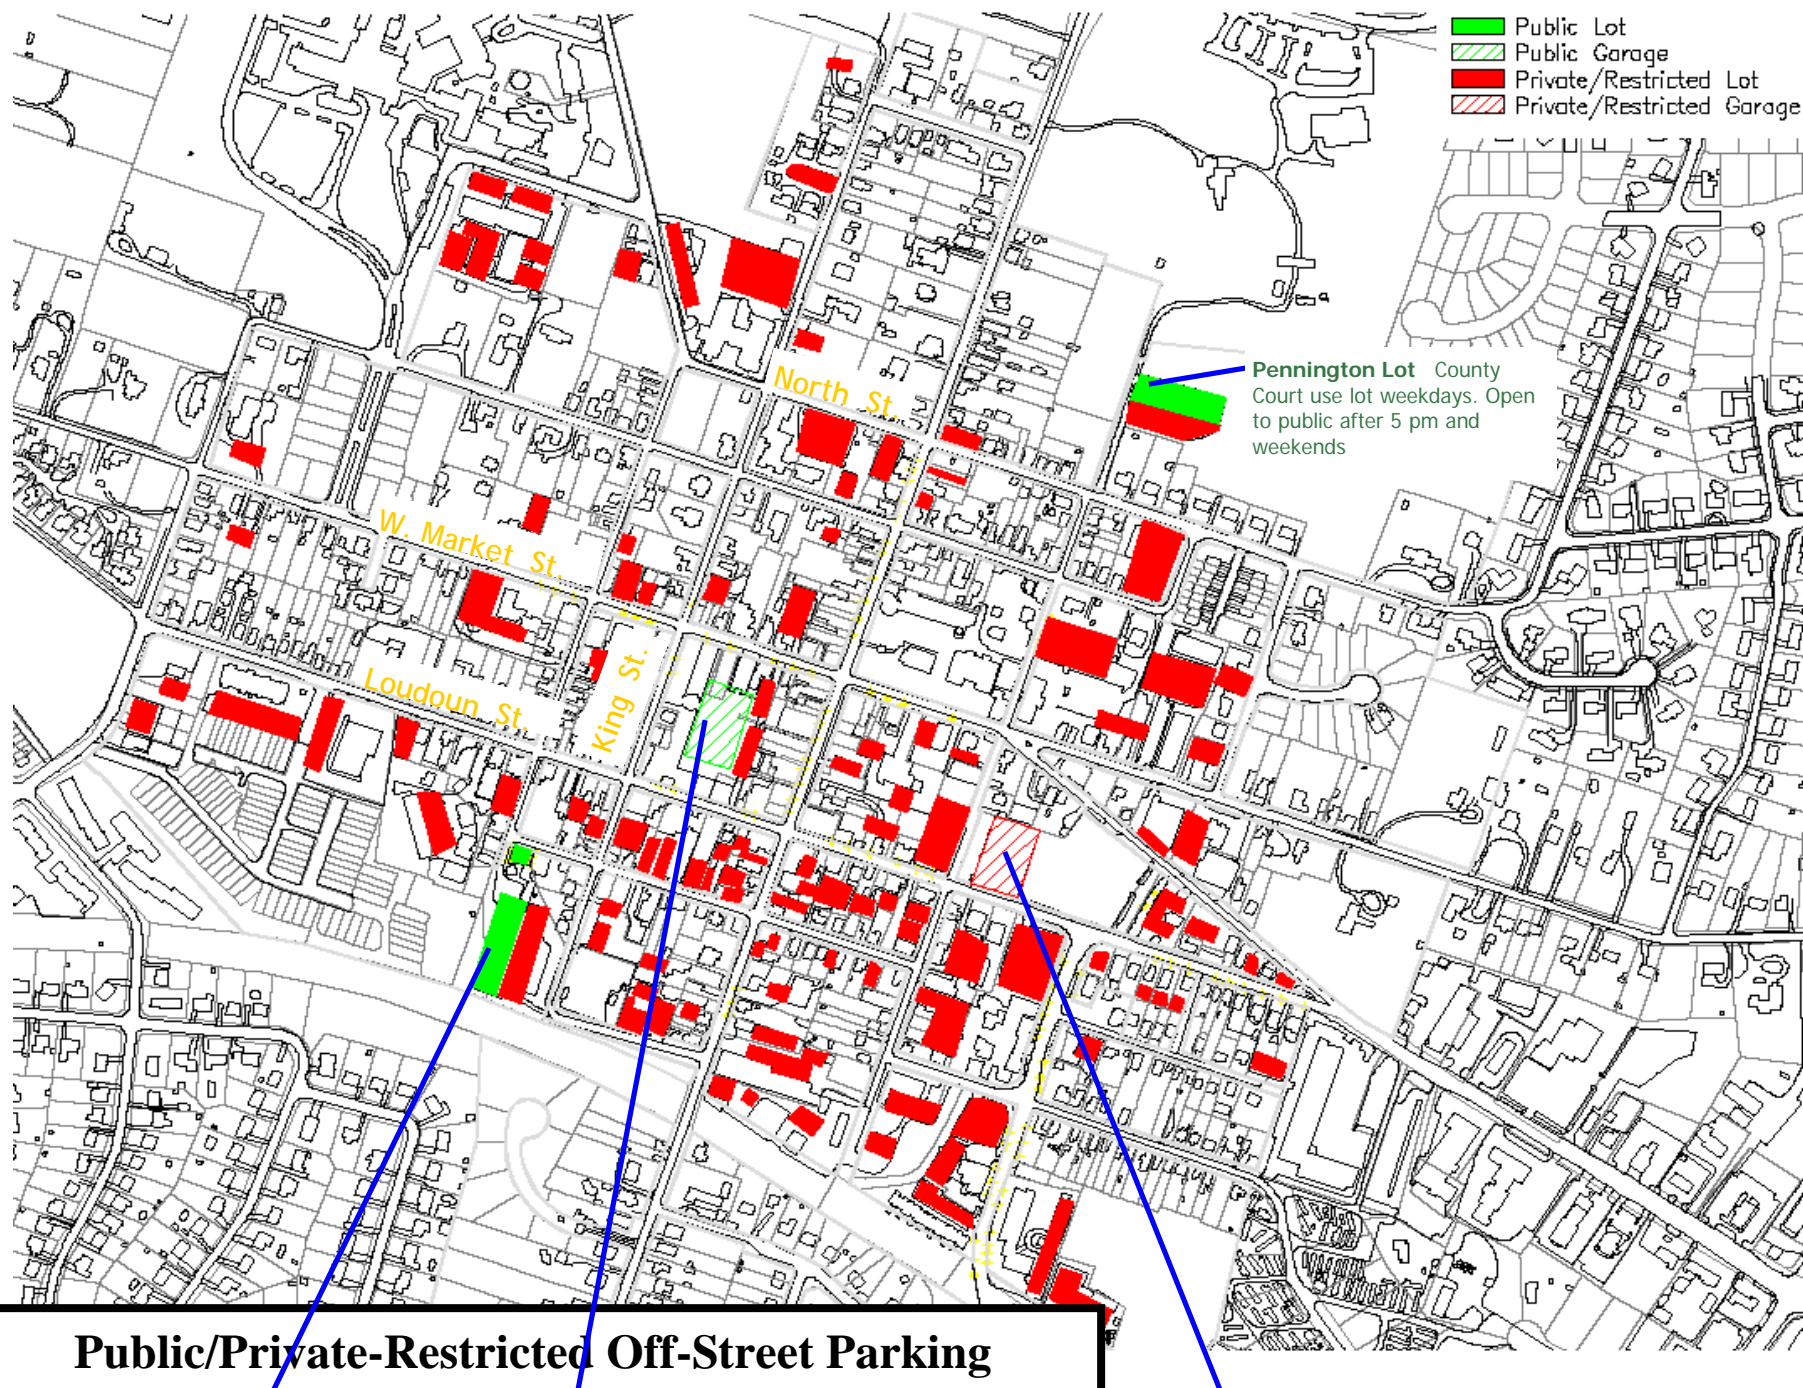 Public Lot
Public Garage
Private/Restricted Lot
Private/Restricted Garage
North St.
Pennington Lot County
Court use lot weekdays. Open
to public after 5 pm and
weekends
W. Market St.
King St.
Loudoun St.
Public/Private-Restricted Off-Street Parking